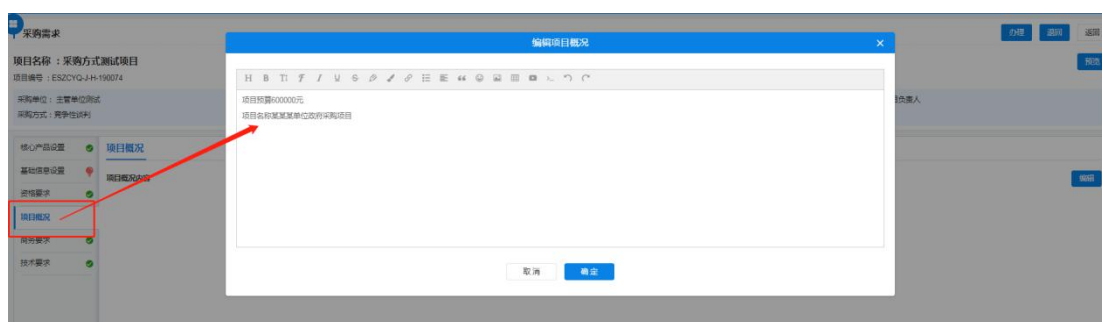 采购需求
办理
退回
返回
项目名称：采购方式测试项目
预览
项目编号：ESZCYQ-J-H-190074
采购单位：主管单位测试
负责人
采购方式：竞争性谈判
核心产品设置
基础信息设置
资格要求
项目概况
商务要求
技术要求
项目概况
项目概况内容
编辑
编辑项目概况
项目预算600000元
项目名称某某某单位政府采购项目
取消
确定